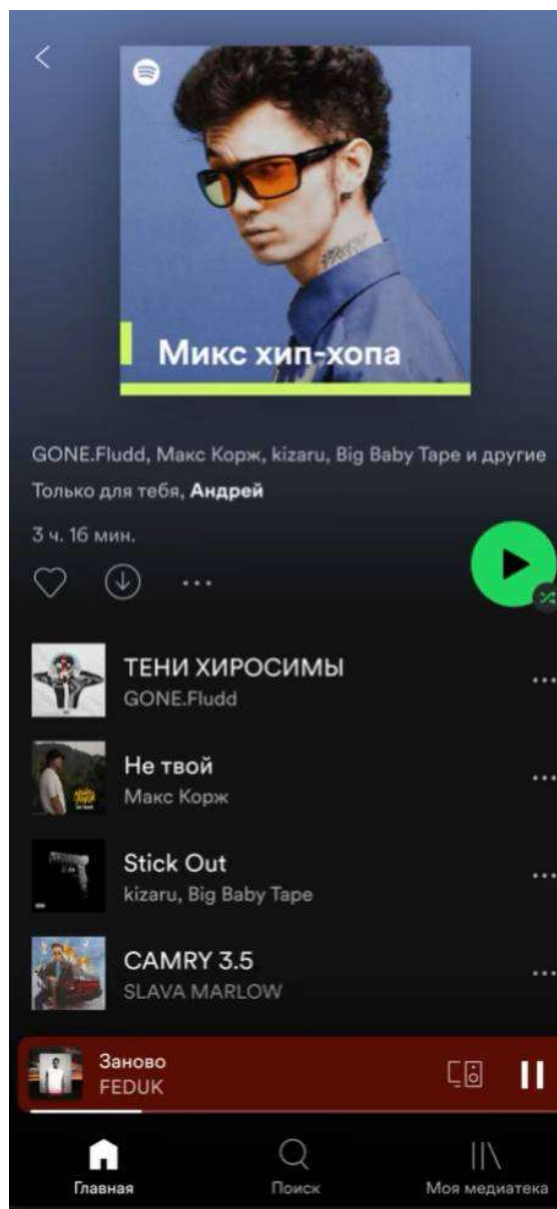 Микс хип-хопа
GONE.Fludd, Макс Корж, kizaru, Big Baby Tape и другие
Только для тебя, Андрей
3 ч. 16 мин.
ТЕНИ ХИРОСИМЫ
GONE.Fludd
Не твой
Макс Корж
Stick Out
kizaru, Big Baby Tape
CAMRY 3.5
SLAVA MARLOW
Заново
FEDUK
Главная
Поиск
Моя медиатека